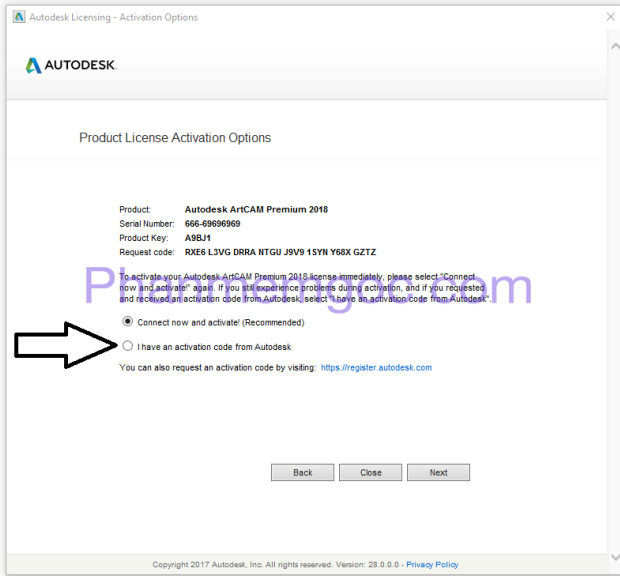 Autodesk Licensing - Activation Options
AUTODESK.
Product License Activation Options
Product: Autodesk ArtCAM Premium 2018
Serial Number: 666-69696969
Product Key: A9BJ1
Request code: RXE6 L3VG DRRA NTGU J9V9 1SYN Y68X GZTZ
To activate your Autodesk ArtCAM Premium 2018 license immediately, please select "Connect
now and activate!" again. If you still experience problems during activation, and if you requested
and received an activation code from Autodesk, select "I have an activation code from Autodesk".
Phanmemgoc.com
Connect now and activate! (Recommended)
I have an activation code from Autodesk
You can also request an activation code by visiting: https://register.autodesk.com
Back Close Next
Copyright 2017 Autodesk, Inc. All rights reserved. Version: 28.0.0.0 - Privacy Policy